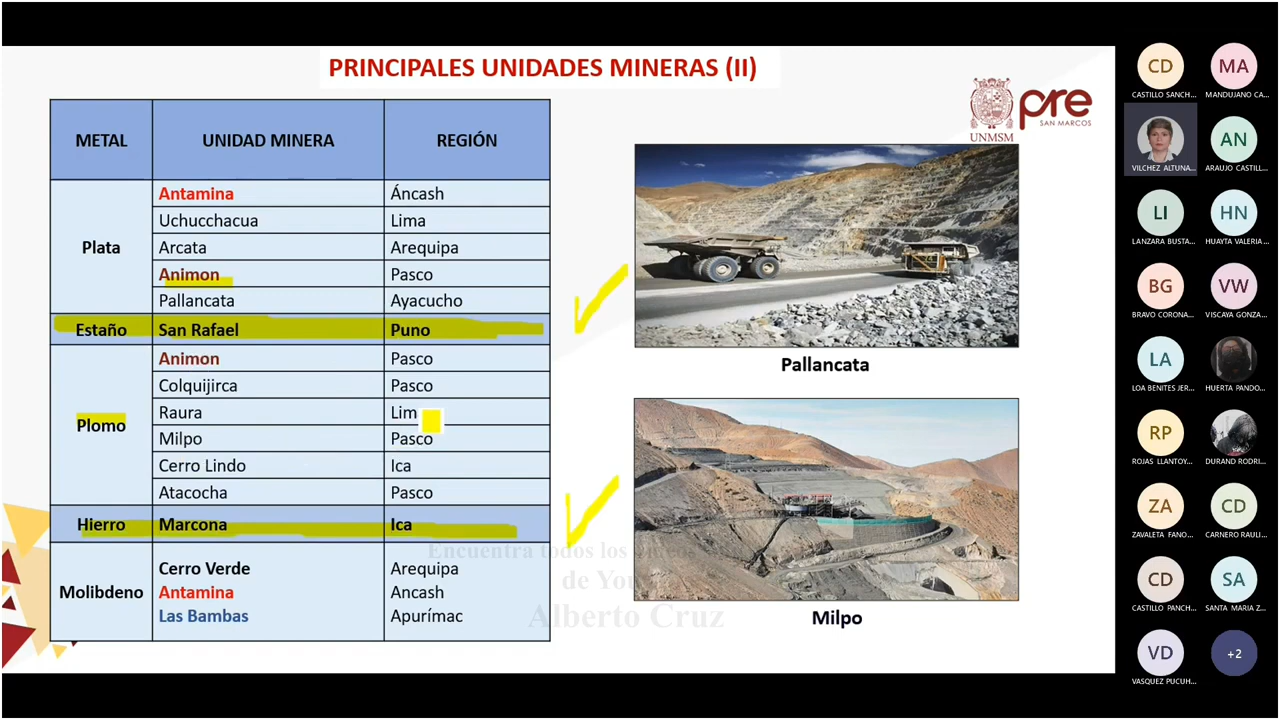 PRINCIPALES UNIDADES MINERAS (II)
UNMSM
pre
SAN MARCOS
METAL UNIDAD MINERA REGIÓN
Plata
Antamina Áncash
Uchucchacua Lima
Arcata Arequipa
Animon Pasco
Pallancata Ayacucho
Estaño San Rafael Puno
Plomo
Animon Pasco
Colquijirca Pasco
Raura Lim
Milpo Pasco
Cerro Lindo Ica
Atacocha Pasco
Hierro Marcona Ica
Molibdeno
Cerro Verde Arequipa
Antamina Ancash
Las Bambas Apurímac
Pallancata
Milpo
Encuentra todos los
de You
Alberto Cruz
CD MA
CASTILLO SANCH... MANDUJANO CA...
AN
VILCHEZ ALTUNA... ARAUJO CASTILL...
LI HN
LANZARA BUSTA... HUAYTA VALERIA ...
BG VW
BRAVO CORONA... VISCAYA GONZA...
LA
LOA BENITES JER... HUERTA PANDO...
RP
ROJAS LLANTOY... DURAND RODRI...
ZA CD
ZAVALETA FANO... CARNERO RAULI...
CD SA
CASTILLO PANCH... SANTA MARIA Z...
VD +2
VASQUEZ PUCUH...